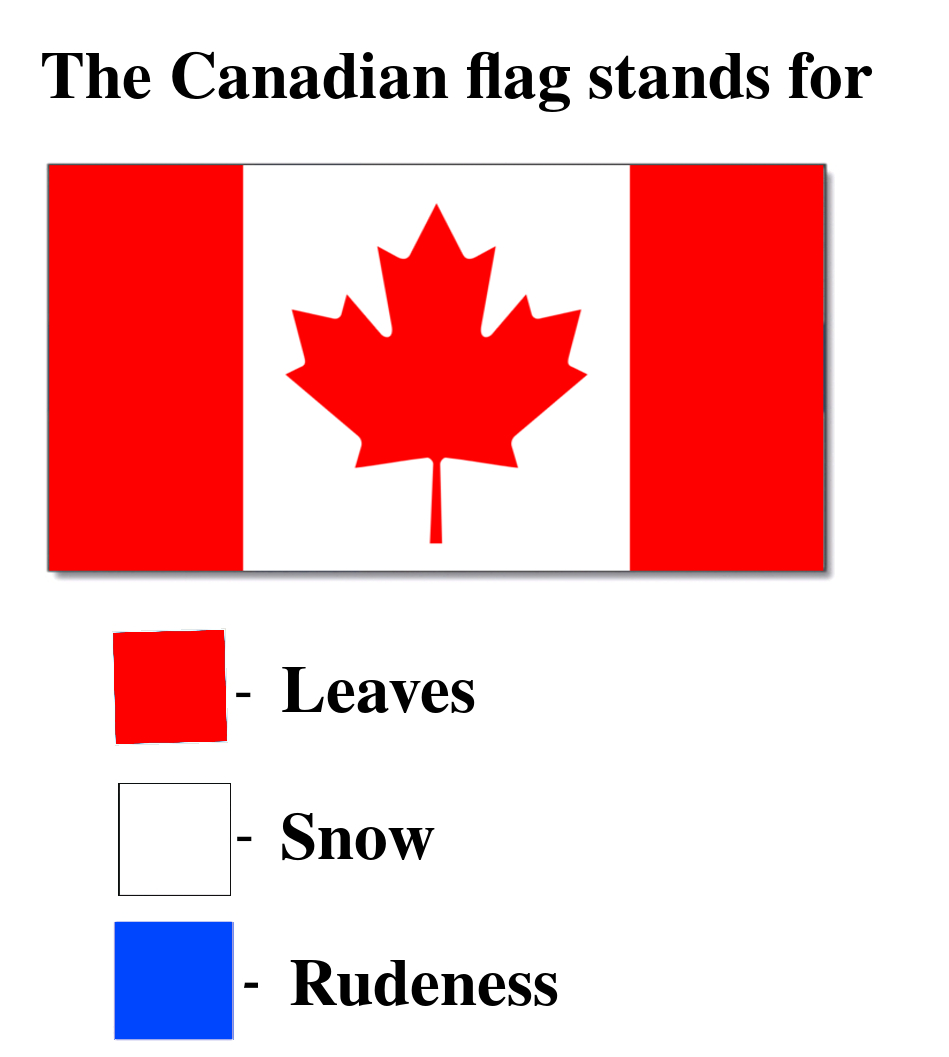 The Canadian flag stands for
- Leaves
- Snow
- Rudeness